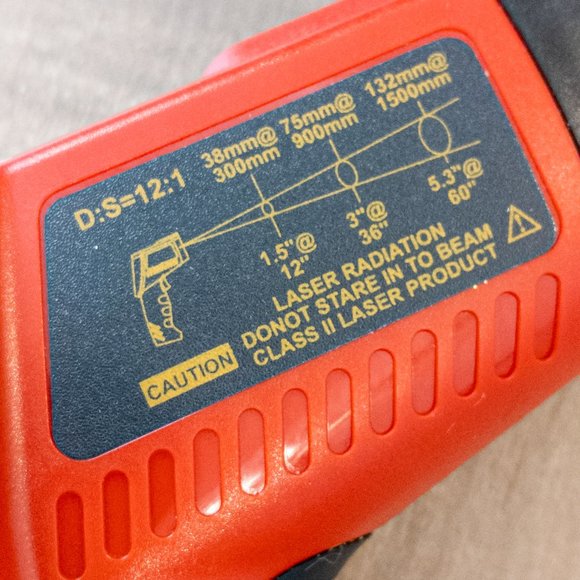 D:S=12:1
38mm@ 75mm@ 132mm@
300mm 900mm 1500mm
1.5"@ 3"@ 5.3"@
12" 36" 60"
LASER RADIATION
DONOT STARE IN TO BEAM
CAUTION CLASS II LASER PRODUCT